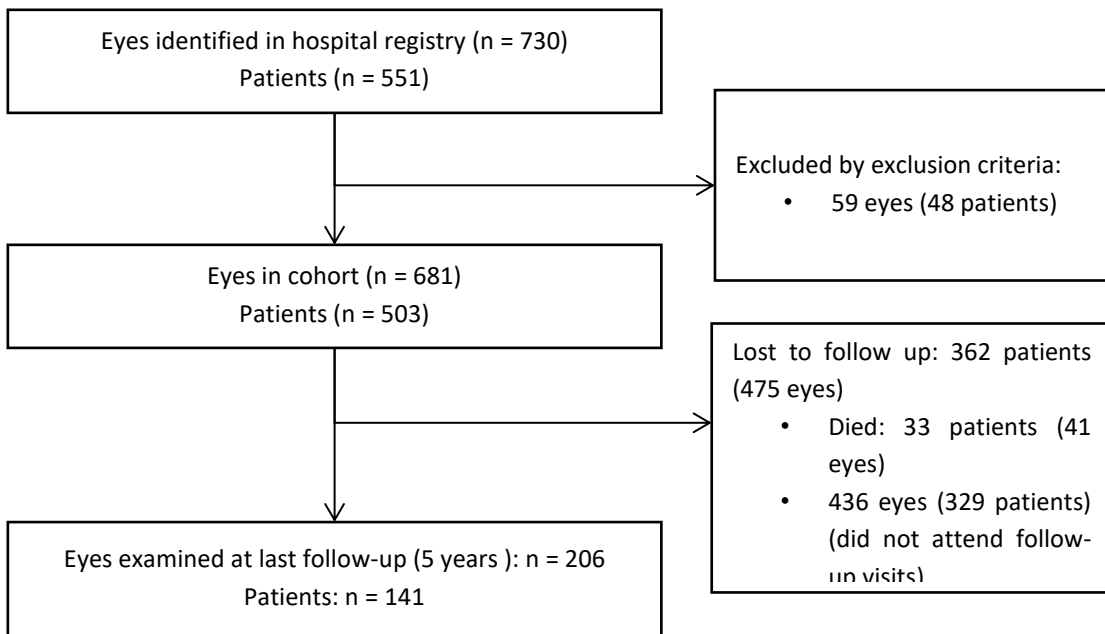 Eyes identified in hospital registry (n = 730)
Patients (n = 551)
Excluded by exclusion criteria:
• 59 eyes (48 patients)
Eyes in cohort (n = 681)
Patients (n = 503)
Lost to follow up: 362 patients
(475 eyes)
• Died: 33 patients (41
eyes)
• 436 eyes (329 patients)
(did not attend follow-
up visits)
Eyes examined at last follow-up (5 years ): n = 206
Patients: n = 141